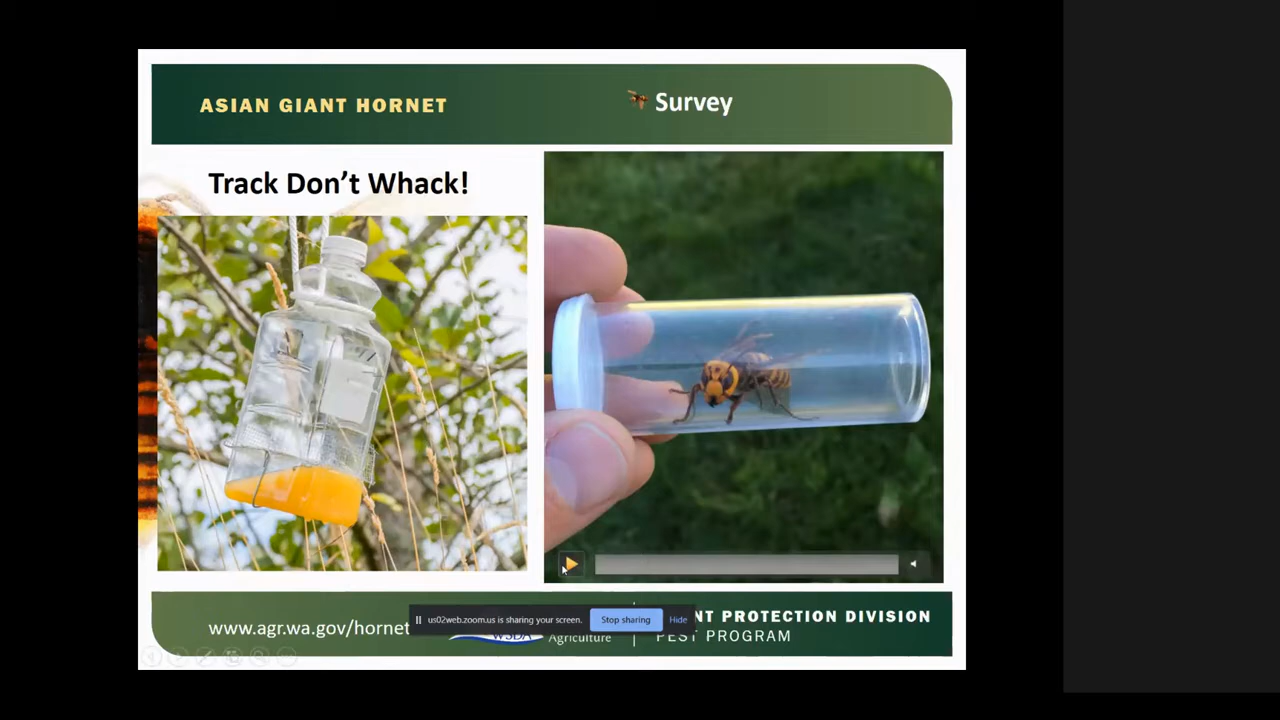 ASIAN GIANT HORNET
Survey
Track Don't Whack!
www.agr.wa.gov/hornet
us02web.zoom.us is sharing your screen.
Stop sharing
Hide
WSDA
Agriculture
NT PROTECTION DIVISION
PEST PROGRAM